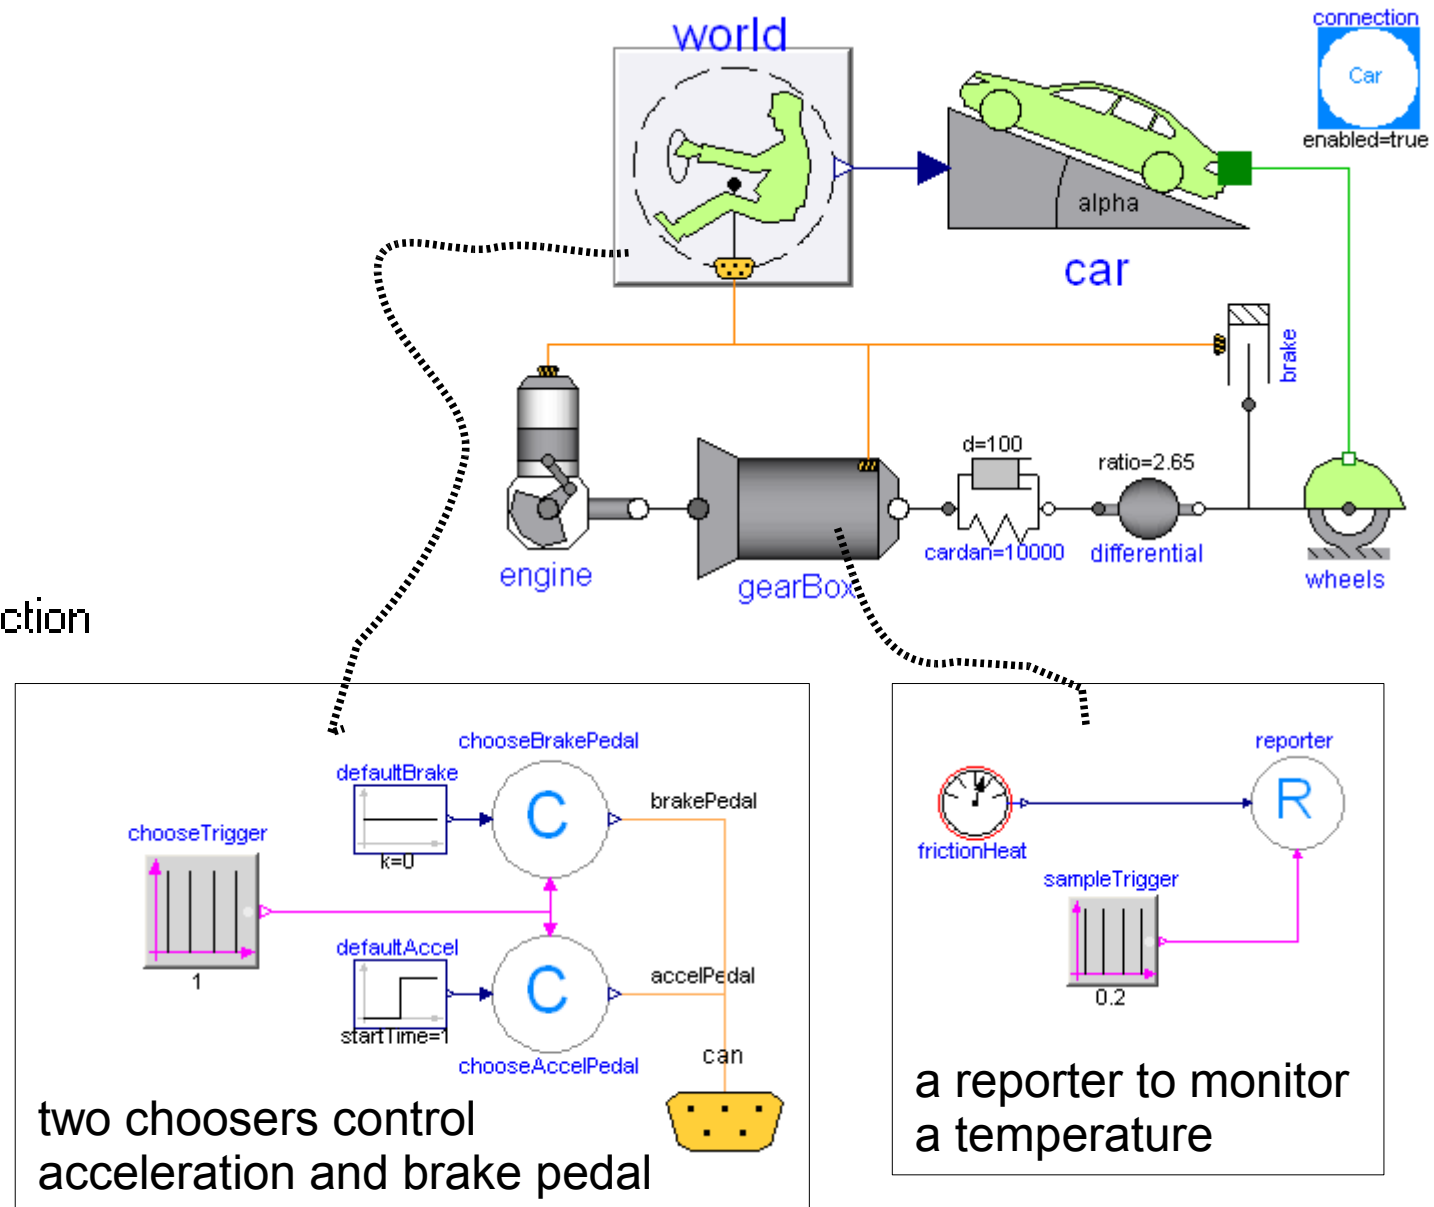 world
connection
Car
enabled=true
alpha
car
brake
d=100
ratio=2.65
cardan=10000
differential
engine
gearBox
wheels
ction
chooseBrakePedal
defaultBrake
C
brakePedal
k=0
chooseTrigger
1
defaultAccel
C
accelPedal
startTime=1
chooseAccelPedal
can
two choosers control
acceleration and brake pedal
reporter
R
frictionHeat
sampleTrigger
0.2
a reporter to monitor
a temperature